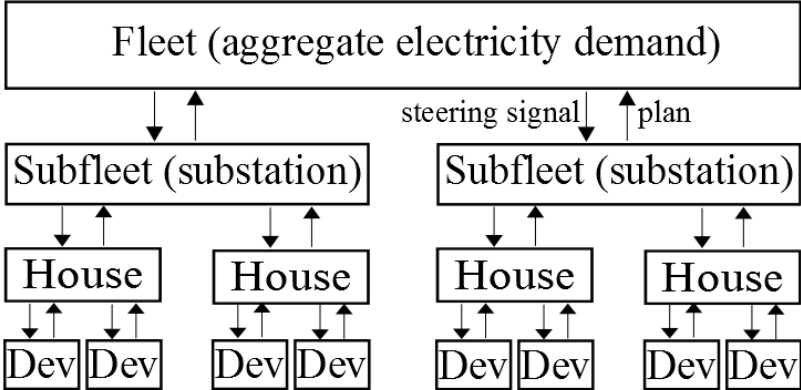 Fleet (aggregate electricity demand)
steering signal
plan
Subfleet (substation)
Subfleet (substation)
House
House
House
House
Dev
Dev
Dev
Dev
Dev
Dev
Dev
Dev